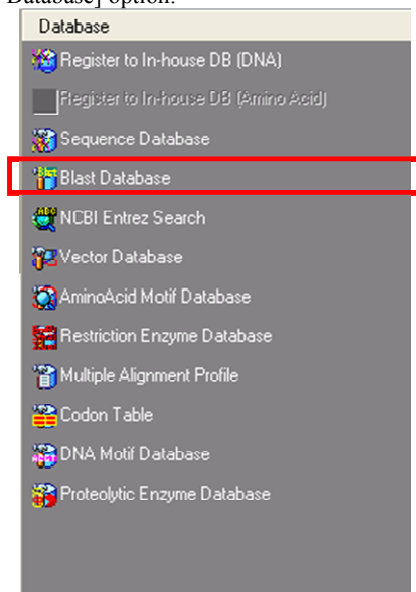 Database] option.
Database
Register to In-house DB (DNA)
Register to In-house DB (Amino Acid)
Sequence Database
Blast Database
NCBI Entrez Search
Vector Database
AminoAcid Motif Database
Restriction Enzyme Database
Multiple Alignment Profile
Codon Table
DNA Motif Database
Proteolytic Enzyme Database